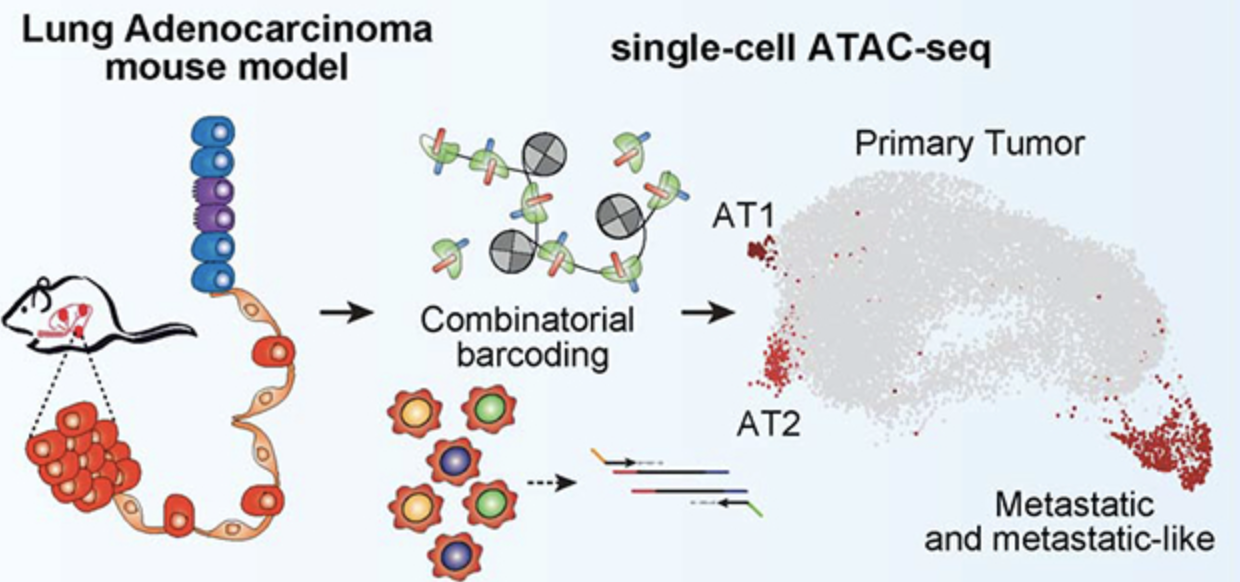 Lung Adenocarcinoma
mouse model
single-cell ATAC-seq
Combinatorial
barcoding
Primary Tumor
AT1
AT2
Metastatic
and metastatic-like